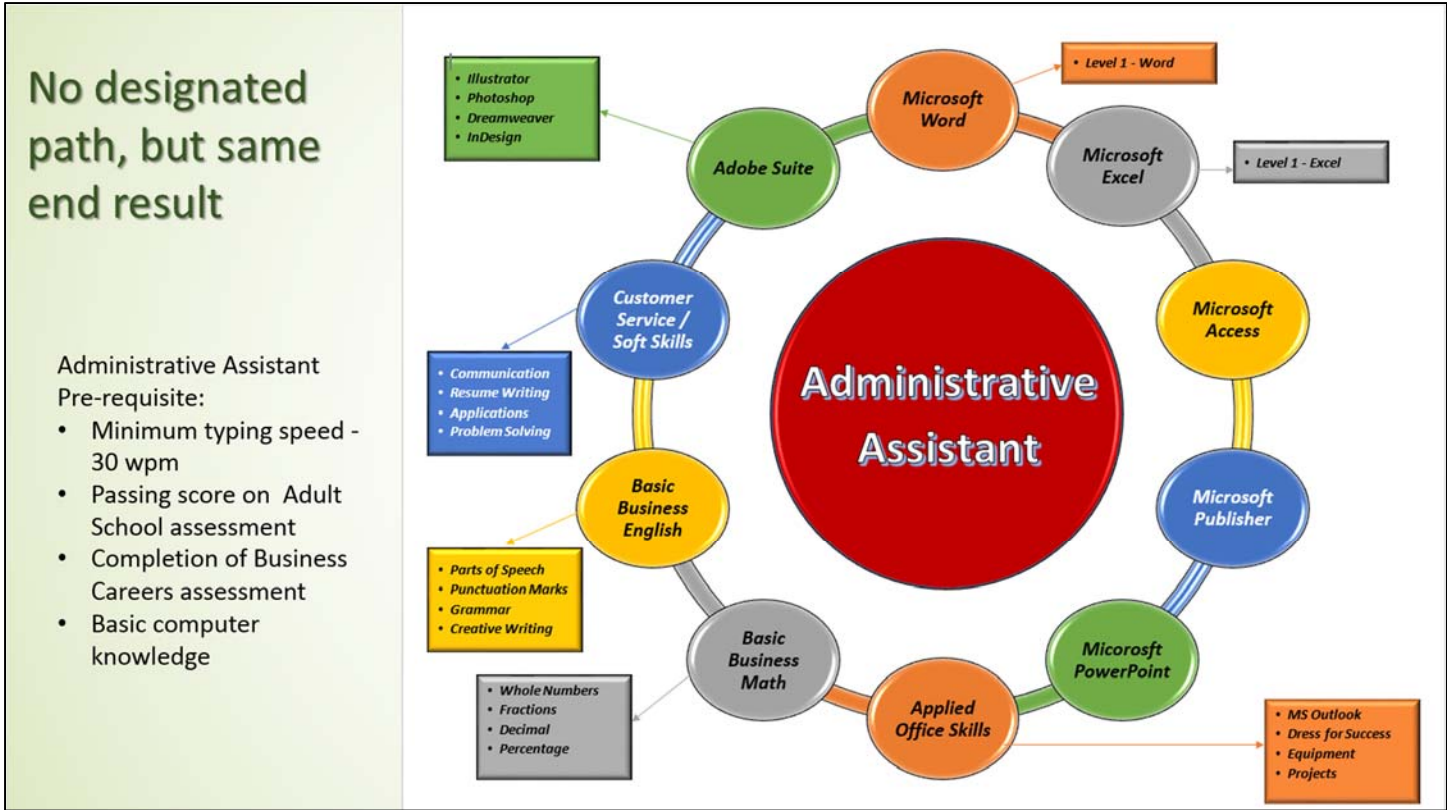 No designated
path, but same
end result
Administrative Assistant
Pre-requisite:
• Minimum typing speed -
30 wpm
• Passing score on Adult
School assessment
• Completion of Business
Careers assessment
• Basic computer
knowledge
Administrative
Assistant
Microsoft
Word
• Level 1 - Word
Microsoft
Excel
• Level 1 - Excel
Microsoft
Access
Microsoft
Publisher
Micorosft
PowerPoint
Applied
Office Skills
• MS Outlook
• Dress for Success
• Equipment
• Projects
Basic
Business
Math
• Whole Numbers
• Fractions
• Decimal
• Percentage
Basic
Business
English
• Parts of Speech
• Punctuation Marks
• Grammar
• Creative Writing
Customer
Service /
Soft Skills
• Communication
• Resume Writing
• Applications
• Problem Solving
Adobe Suite
• Illustrator
• Photoshop
• Dreamweaver
• InDesign